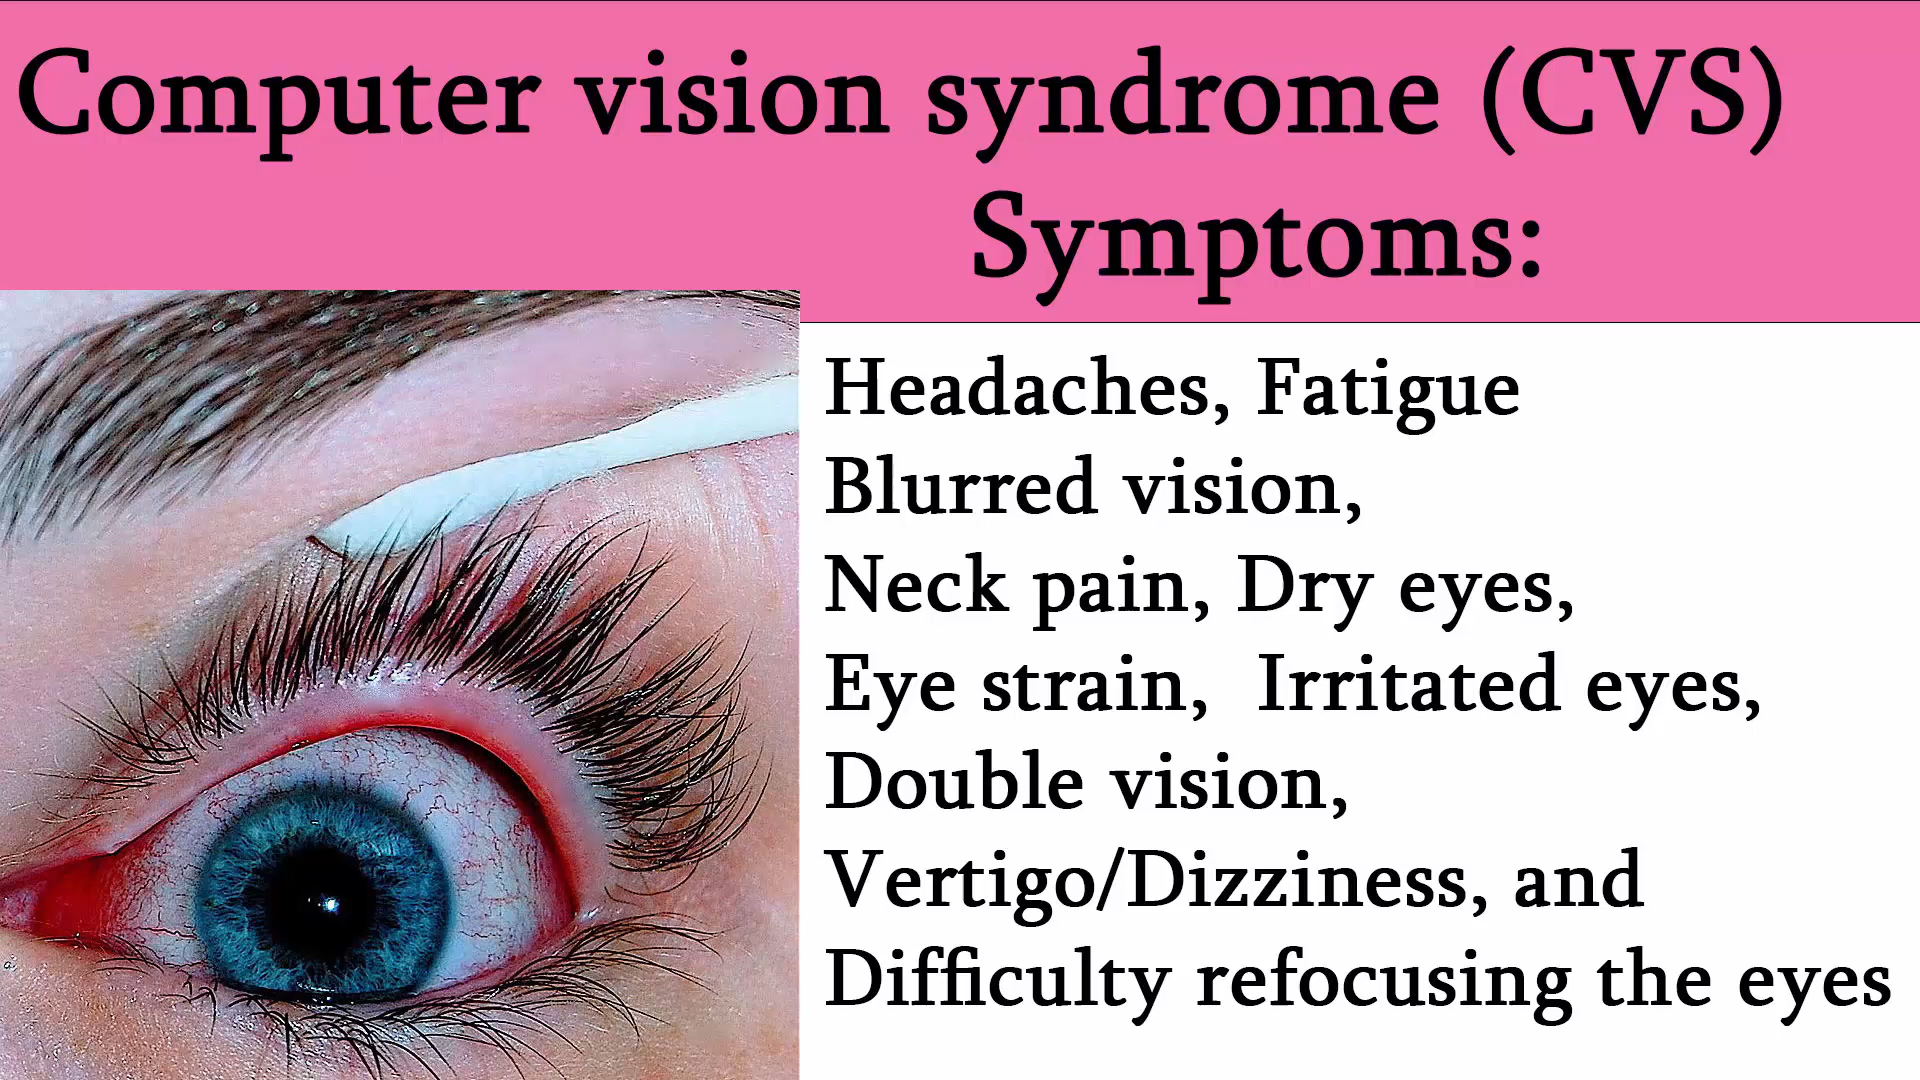 Computer vision syndrome (CVS)
Symptoms:
Headaches, Fatigue
Blurred vision,
Neck pain, Dry eyes,
Eye strain, Irritated eyes,
Double vision,
Vertigo/Dizziness, and
Difficulty refocusing the eyes